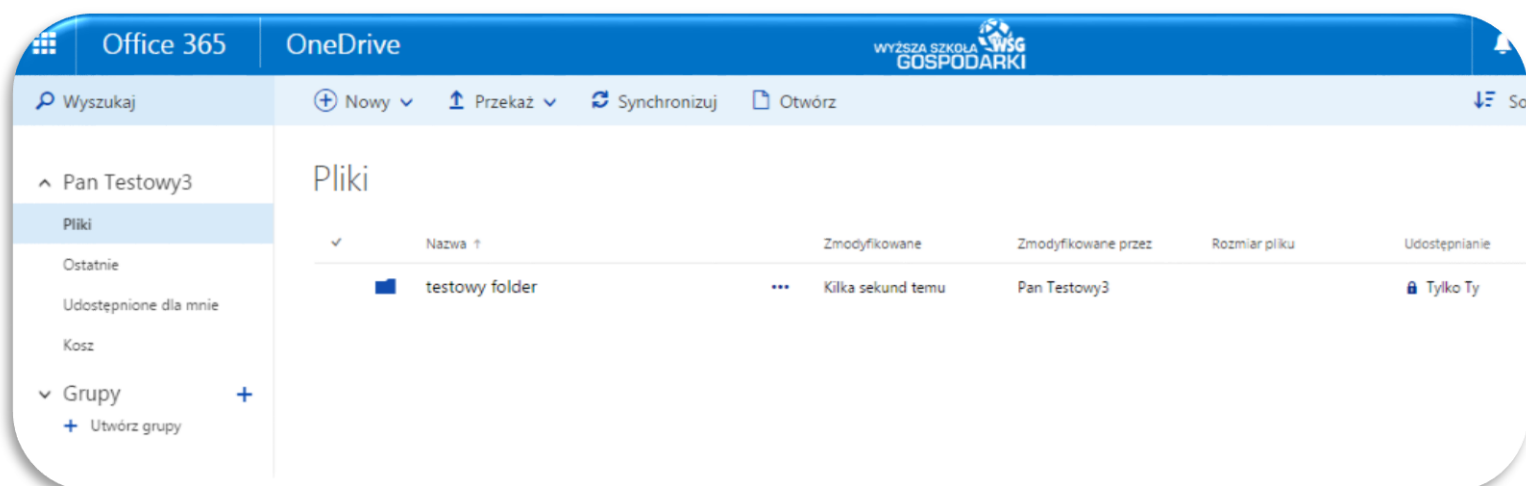 Office 365 OneDrive WYŻSZA SZKOŁA WSG
GOSPODARKI
Wyszukaj Nowy Przekaż Synchronizuj Otwórz
Pan Testowy3 Pliki
Pliki
Nazwa ↑ Zmodyfikowane Zmodyfikowane przez Rozmiar pliku Udostępnianie
Ostatnie
testowy folder ••• Kilka sekund temu Pan Testowy3 Tylko Ty
Udostępnione dla mnie
Kosz
Grupy +
+ Utwórz grupy